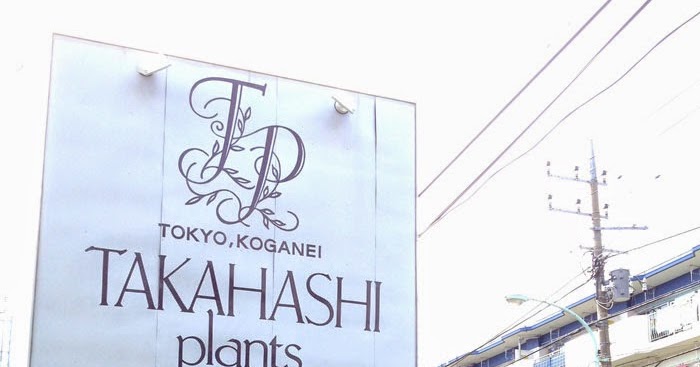 TP
TOKYO, KOGANEI
TAKAHASHI
plants